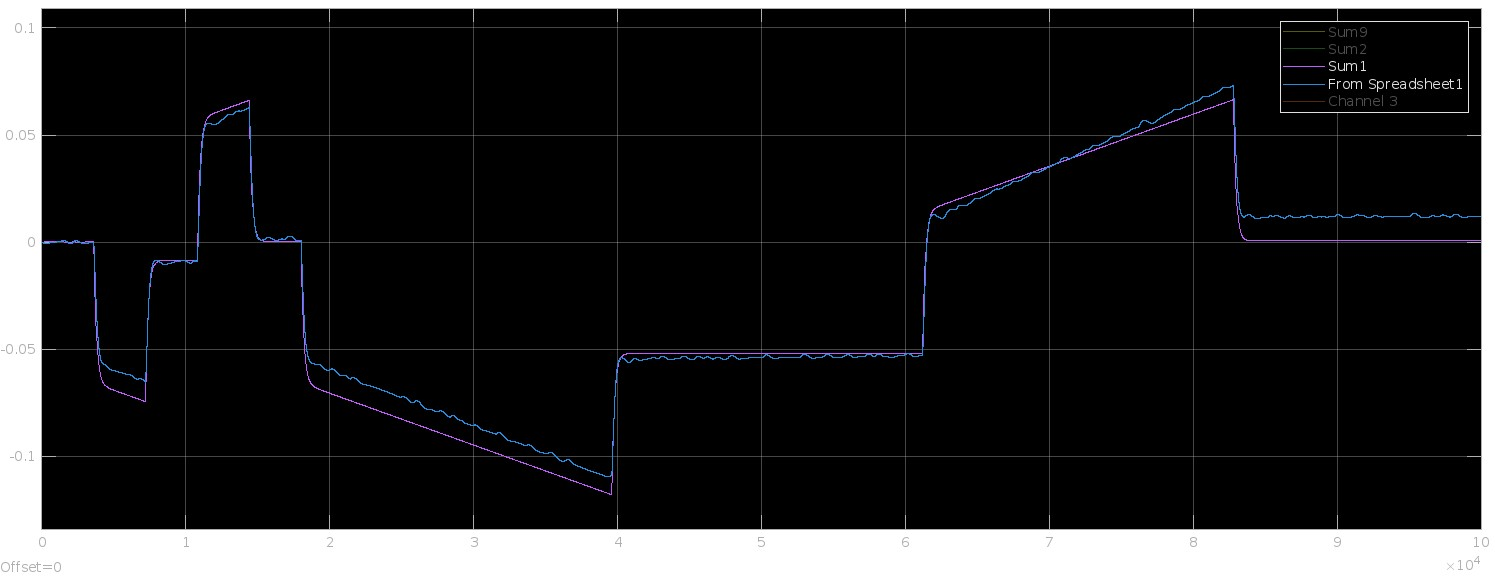 0.1
0.05
0
-0.05
-0.1
Sum9
Sum2
Sum1
From Spreadsheet1
Channel 3
0 1 2 3 4 5 6 7 8 9 10
×10⁴
Offset=0